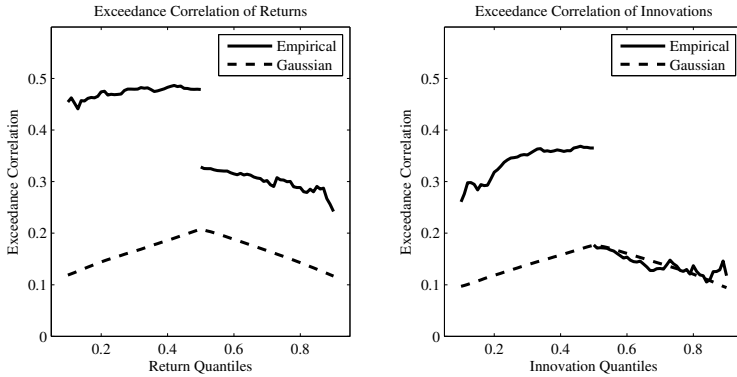 Exceedance Correlation of Returns
Empirical
Gaussian
0.5
0.4
0.3
0.2
0.1
0
Exceedance Correlation
0.2
0.4
0.6
0.8
Return Quantiles
Exceedance Correlation of Innovations
Empirical
Gaussian
0.5
0.4
0.3
0.2
0.1
0
Exceedance Correlation
0.2
0.4
0.6
0.8
Innovation Quantiles